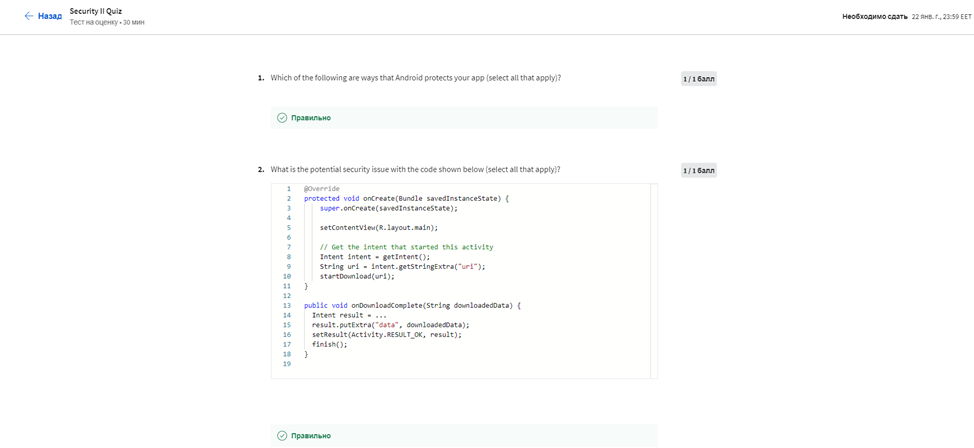 Назад
Security II Quiz
Тест на оценку • 30 мин
Необходимо сдать 22 янв. г., 23:59 EET
1. Which of the following are ways that Android protects your app (select all that apply)?
1 / 1 балл
Правильно
2. What is the potential security issue with the code shown below (select all that apply)?
1 / 1 балл
1 @Override
2 protected void onCreate(Bundle savedInstanceState) {
3 super.onCreate(savedInstanceState);
4
5 setContentView(R.layout.main);
6
7 // Get the intent that started this activity
8 Intent intent = getIntent();
9 String uri = intent.getStringExtra("uri");
10 startDownload(uri);
11 }
12
13 public void onDownloadComplete(String downloadedData) {
14 Intent result = ...
15 result.putExtra("data", downloadedData);
16 setResult(Activity.RESULT_OK, result);
17 finish();
18 }
19
Правильно